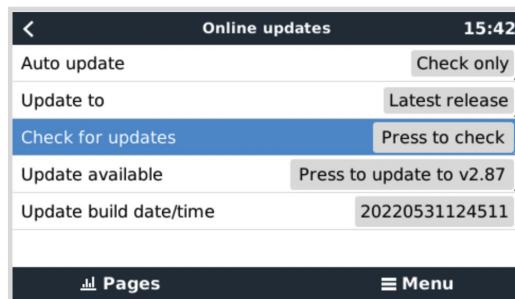 Online updates 15:42
Auto update Check only
Update to Latest release
Check for updates Press to check
Update available Press to update to v2.87
Update build date/time 20220531124511
Pages Menu